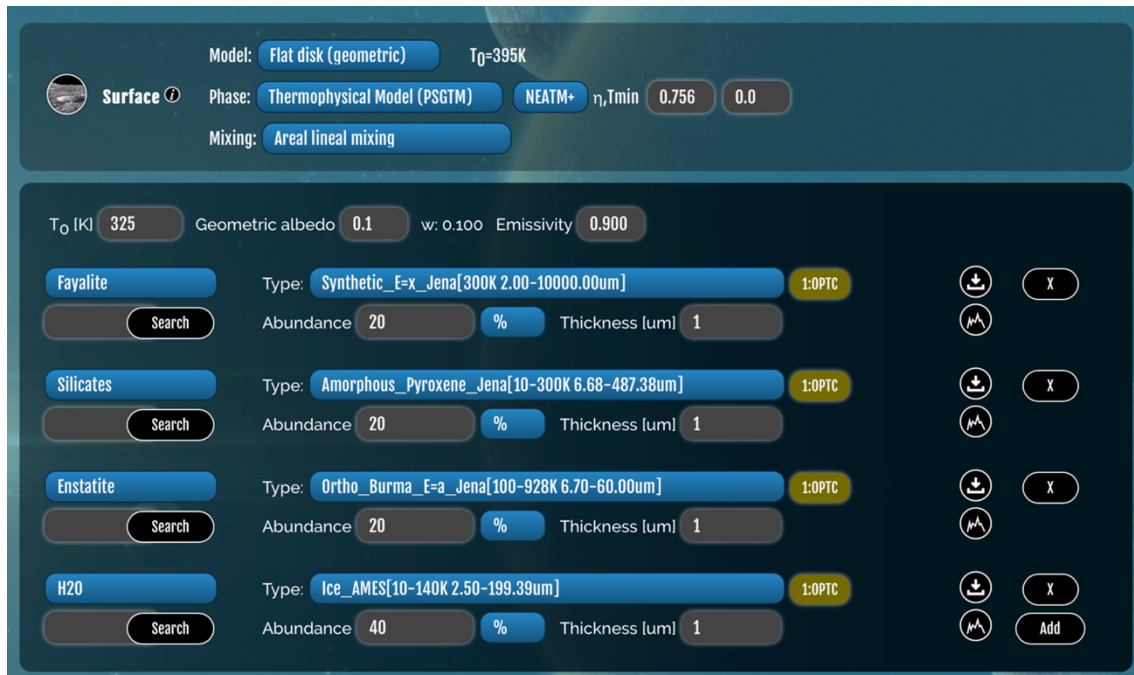 Model: Flat disk (geometric) T0=395K
Surface i Phase: Thermophysical Model (PSGTM) NEATM+ η,Tmin 0.756 0.0
Mixing: Areal lineal mixing
T0 [K] 325 Geometric albedo 0.1 w: 0.100 Emissivity 0.900
Fayalite Type: Synthetic_E=x_Jena[300K 2.00-10000.00um] 1:OPTC X
Search Abundance 20 % Thickness [um] 1
Silicates Type: Amorphous_Pyroxene_Jena[10-300K 6.68-487.38um] 1:OPTC X
Search Abundance 20 % Thickness [um] 1
Enstatite Type: Ortho_Burma_E=a_Jena[100-928K 6.70-60.00um] 1:OPTC X
Search Abundance 20 % Thickness [um] 1
H2O Type: Ice_AMES[10-140K 2.50-199.39um] 1:OPTC X
Search Abundance 40 % Thickness [um] 1 Add